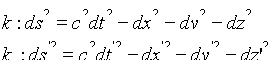 k : ds² = c²dt² − dx² − dy² − dz²
k : ds'² = c²dt'² − dx'² − dy'² − dz'²